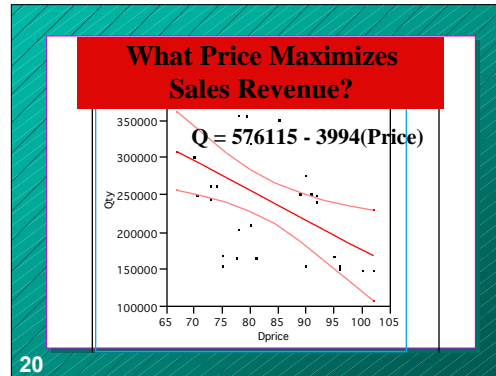 What Price Maximizes
Sales Revenue?
Q = 576115 - 3994(Price)
350000
300000
250000
200000
150000
100000
Qty
65 70 75 80 85 90 95 100 105
Dprice
20